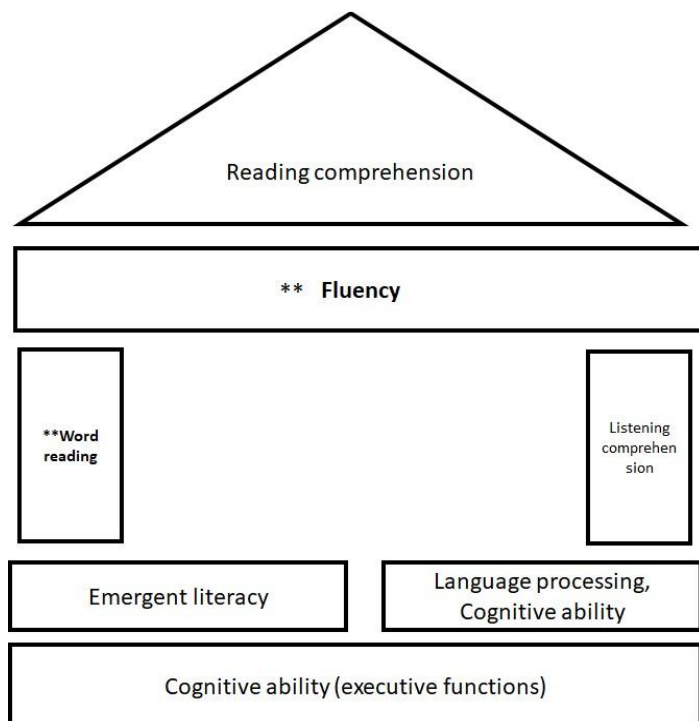 Reading comprehension
** Fluency
**Word
reading
Listening
comprehen
sion
Emergent literacy
Language processing,
Cognitive ability
Cognitive ability (executive functions)